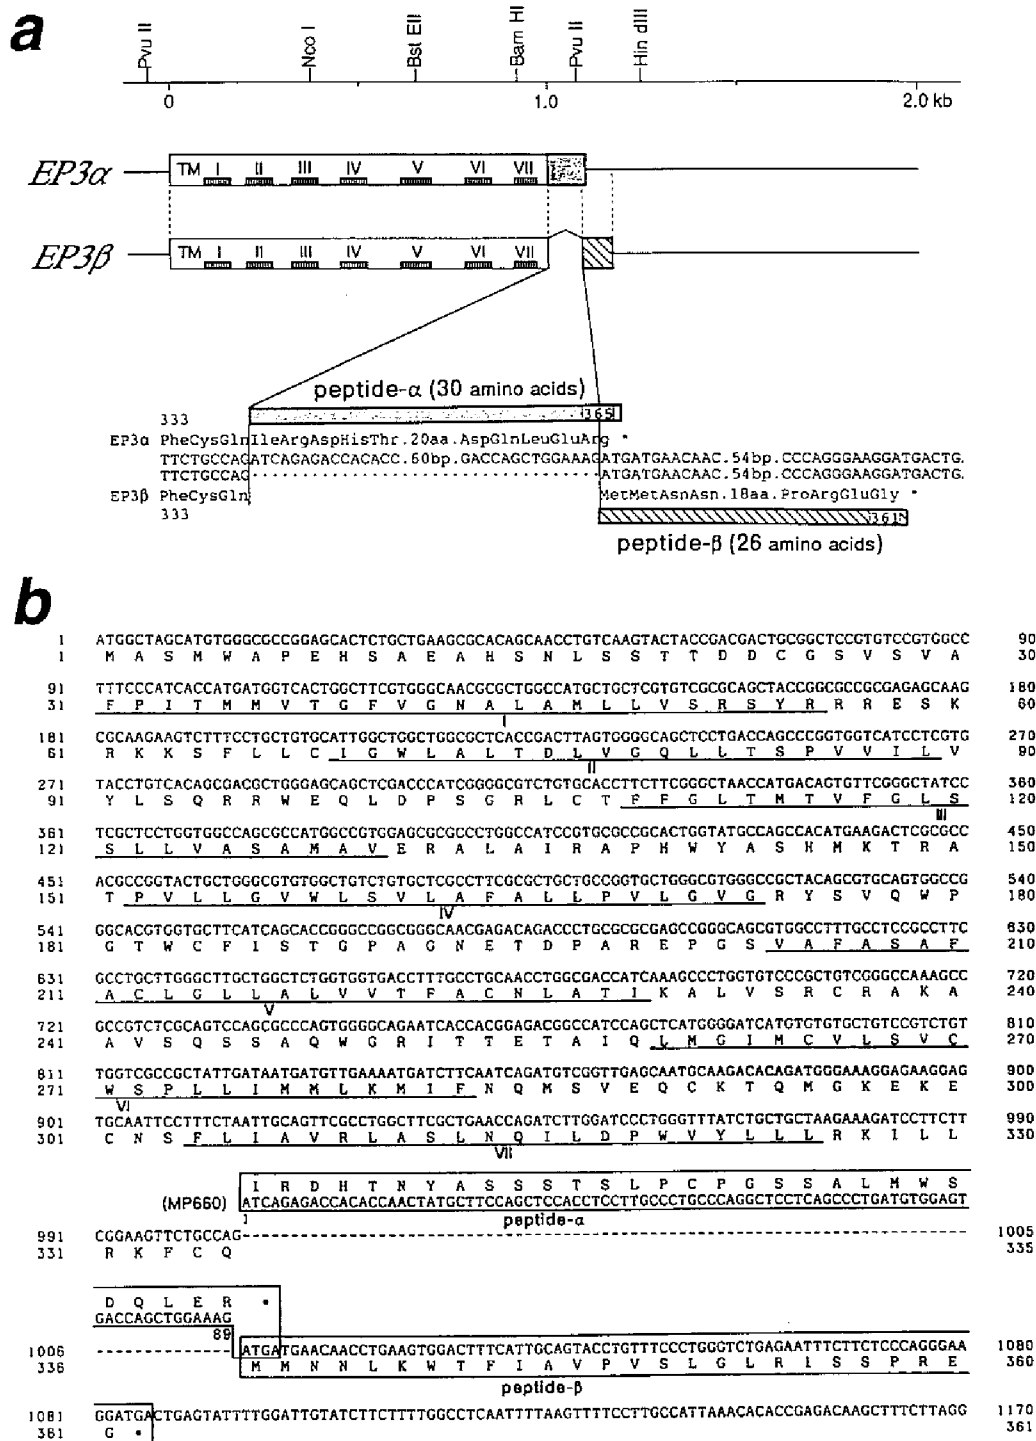 a
Pvu II Nco I Bst EII Bam HI Pvu II Hin dIII
0 1.0 2.0 kb
EP3α TM I II III IV V VI VII
EP3β TM I II III IV V VI VII
peptide-α (30 amino acids)
333 365
EP3α PheCysGlnIleArgAspHisThr.20aa.AspGlnLeuGluArg *
TTCTGCCAGATCAGAGACCACACC.60bp.GACCAGCTGGAAAGATGATGAACAAC.54bp.CCCAGGGAAGGATGACTG.
TTCTGCCAG..................................ATGATGAACAAC.54bp.CCCAGGGAAGGATGACTG.
EP3β PheCysGln MetMetAsnAsn.18aa.ProArgGluGly *
333 361
peptide-β (26 amino acids)
b
1 ATGGCTAGCATGTGGGCGCCGGAGCACTCTGCTGAAGCGCACAGCAACCTGTCAAGTACTACCGACGACTGCGGCTCCGTGTCCGTGGCC 90
1 M A S M W A P E H S A E A H S N L S S T T D D C G S V S V A 30
91 TTTCCCATCACCATGATGGTCACTGGCTTCGTGGGCAACGCGCTGGCCATGCTGCTCGTGTCGCGCAGCTACCGGCGCCGCGAGAGCAAG 180
31 F P I T M M V T G F V G N A L A M L L V S R S Y R R R E S K 60
I
181 CGCAAGAAGTCTTTCCTGCTGTGCATTGGCTGGCTGGCGCTCACCGACTTAGTGGGGCAGCTCCTGACCAGCCCGGTGGTCATCCTCGTG 270
61 R K K S F L L C I G W L A L T D L V G Q L L T S P V V I L V 90
II
271 TACCTGTCACAGCGACGCTGGGAGCAGCTCGACCCATCGGGGCGTCTGTGCACCTTCTTCGGGCTAACCATGACAGTGTTCGGGCTATCC 360
91 Y L S Q R R W E Q L D P S G R L C T F F G L T M T V F G L S 120
III
361 TCGCTCCTGGTGGCCAGCGCCATGGCCGTGGAGCGCGCCCTGGCCATCCGTGCGCCGCACTGGTATGCCAGCCACATGAAGACTCGCGCC 450
121 S L L V A S A M A V E R A L A I R A P H W Y A S H M K T R A 150
451 ACGCCGGTACTGCTGGGCGTGTGGCTGTCTGTGCTCGCCTTCGCGCTGCTGCCGGTGCTGGGCGTGGGCCGCTACAGCGTGCAGTGGCCG 540
151 T P V L L G V W L S V L A F A L L P V L G V G R Y S V Q W P 180
IV
541 GGCACGTGGTGCTTCATCAGCACCGGGCCGGCGGGCAACGAGACAGACCCTGCGCGCGAGCCGGGCAGCGTGGCCTTTGCCTCCGCCTTC 630
181 G T W C F I S T G P A G N E T D P A R E P G S V A F A S A F 210
631 GCCTGCTTGGGCTTGCTGGCTCTGGTGGTGACCTTTGCCTGCAACCTGGCGACCATCAAAGCCCTGGTGTCCCGCTGTCGGGCCAAAGCC 720
211 A C L G L L A L V V T F A C N L A T I K A L V S R C R A K A 240
V
721 GCCGTCTCGCAGTCCAGCGCCCAGTGGGGCAGAATCACCACGGAGACGGCCATCCAGCTCATGGGGATCATGTGTGTGCTGTCCGTCTGT 810
241 A V S Q S S A Q W G R I T T E T A I Q L M G I M C V L S V C 270
811 TGGTCGCCGCTATTGATAATGATGTTGAAAATGATCTTCAATCAGATGTCGGTTGAGCAATGCAAGACACAGATGGGAAAGGAGAAGGAG 900
271 W S P L L I M M L K M I F N Q M S V E Q C K T Q M G K E K E 300
VI
901 TGCAATTCCTTTCTAATTGCAGTTCGCCTGGCTTCGCTGAACCAGATCTTGGATCCCTGGGTTTATCTGCTGCTAAGAAAGATCCTTCTT 990
301 C N S F L I A V R L A S L N Q I L D P W V Y L L L R K I L L 330
VII
I R D H T N Y A S S S T S L P C P G S S A L M W S
(MP660) ATCAGAGACCACACCAACTATGCTTCCAGCTCCACCTCCTTGCCCTGCCCAGGCTCCTCAGCCCTGATGTGGAGT
1 peptide-α
991 CGGAAGTTCTGCCAG--------------------------------------------------------------------------- 1005
331 R K F C Q 335
D Q L E R *
GACCAGCTGGAAAG
89
1006 --------------ATGATGAACAACCTGAAGTGGACTTTCATTGCAGTACCTGTTTCCCTGGGTCTGAGAATTTCTTCTCCCAGGGAA 1080
336 M M N N L K W T F I A V P V S L G L R I S S P R E 360
peptide-β
1081 GGATGACTGAGTATTTTGGATTGTATCTTCTTTTGGCCTCAATTTTAAGTTTTCCTTGCCATTAAACACACCGAGACAAGCTTTCTTAGG 1170
361 G * 361